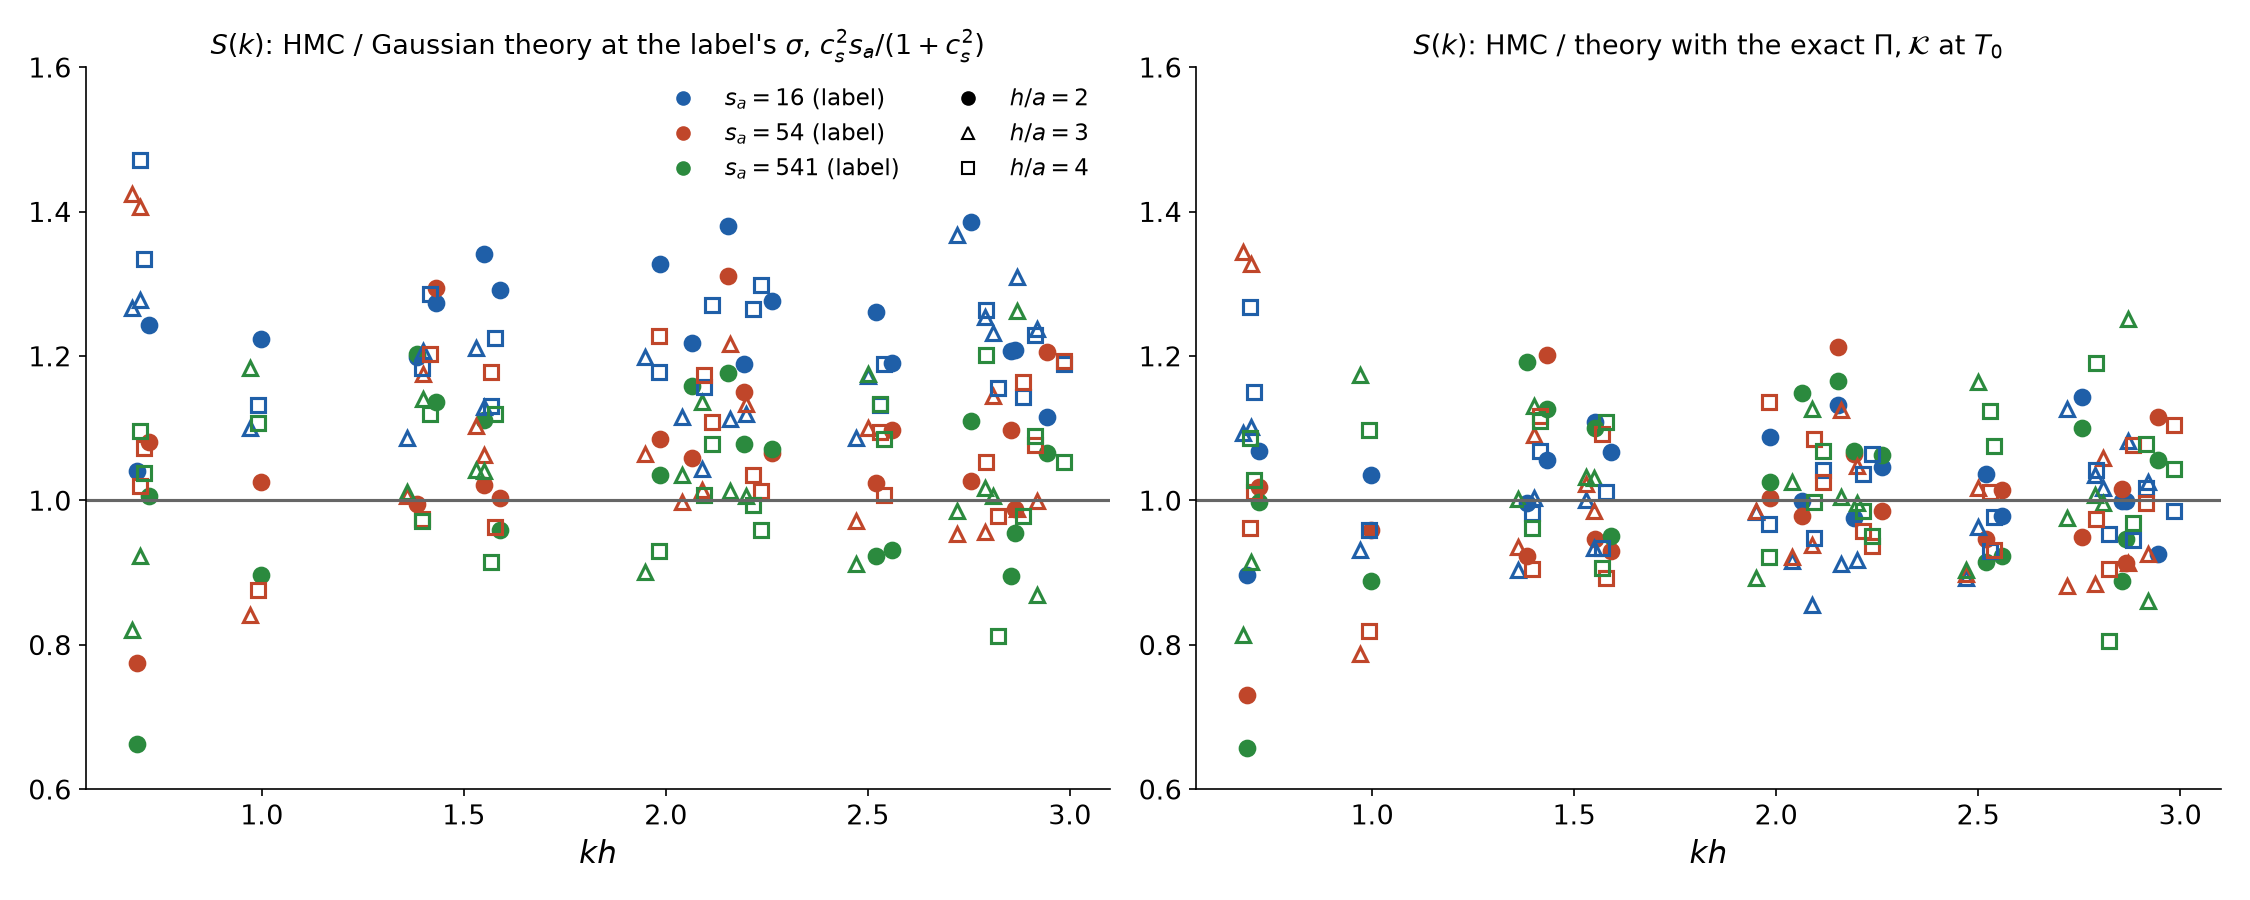 S(k): HMC / Gaussian theory at the label's σ, c_s^2 s_a/(1 + c_s^2)
1.6
1.4
1.2
1.0
0.8
0.6
s_a = 16 (label)
s_a = 54 (label)
s_a = 541 (label)
h/a = 2
h/a = 3
h/a = 4
1.0 1.5 2.0 2.5 3.0
kh
S(k): HMC / theory with the exact Π, 𝒦 at T_0
1.6
1.4
1.2
1.0
0.8
0.6
1.0 1.5 2.0 2.5 3.0
kh